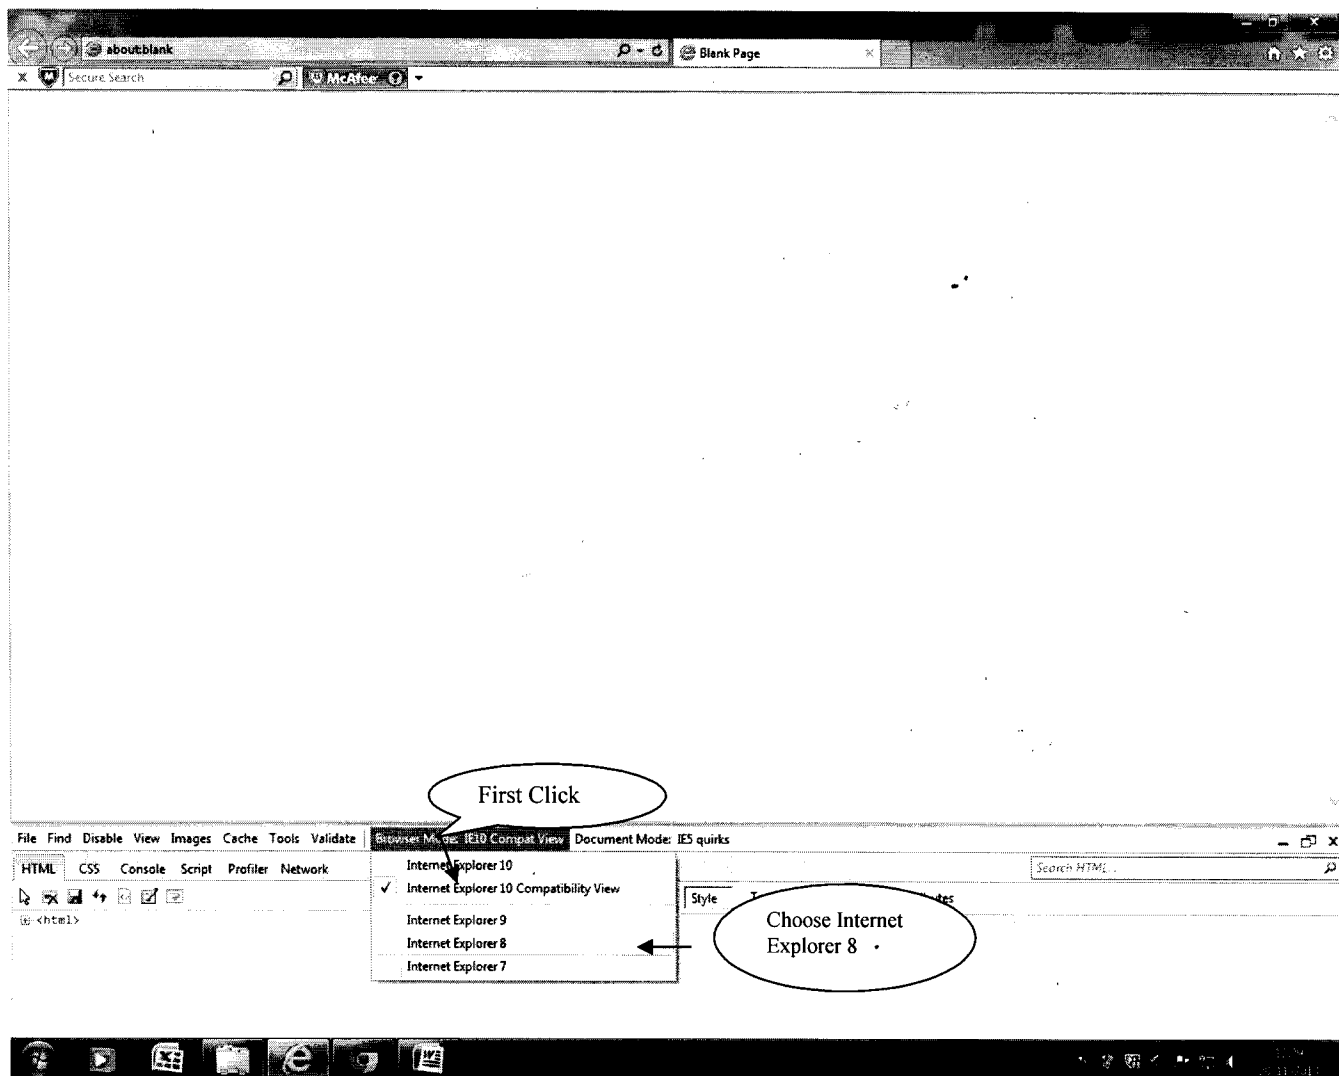 about:blank
Blank Page
Secure Search
McAfee
First Click
File Find Disable View Images Cache Tools Validate Browser Mode: IE10 Compat View Document Mode: IE5 quirks
HTML CSS Console Script Profiler Network
Search HTML...
Internet Explorer 10
Internet Explorer 10 Compatibility View
Style
<html>
Internet Explorer 9
Internet Explorer 8
Internet Explorer 7
Choose Internet
Explorer 8